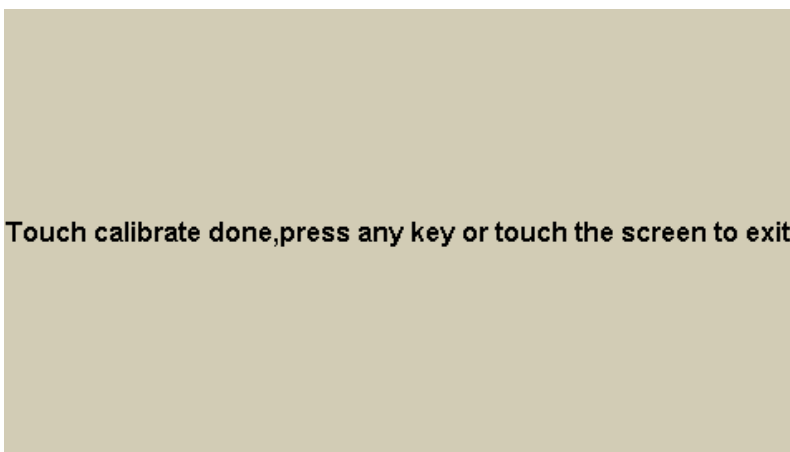 Touch calibrate done,press any key or touch the screen to exit